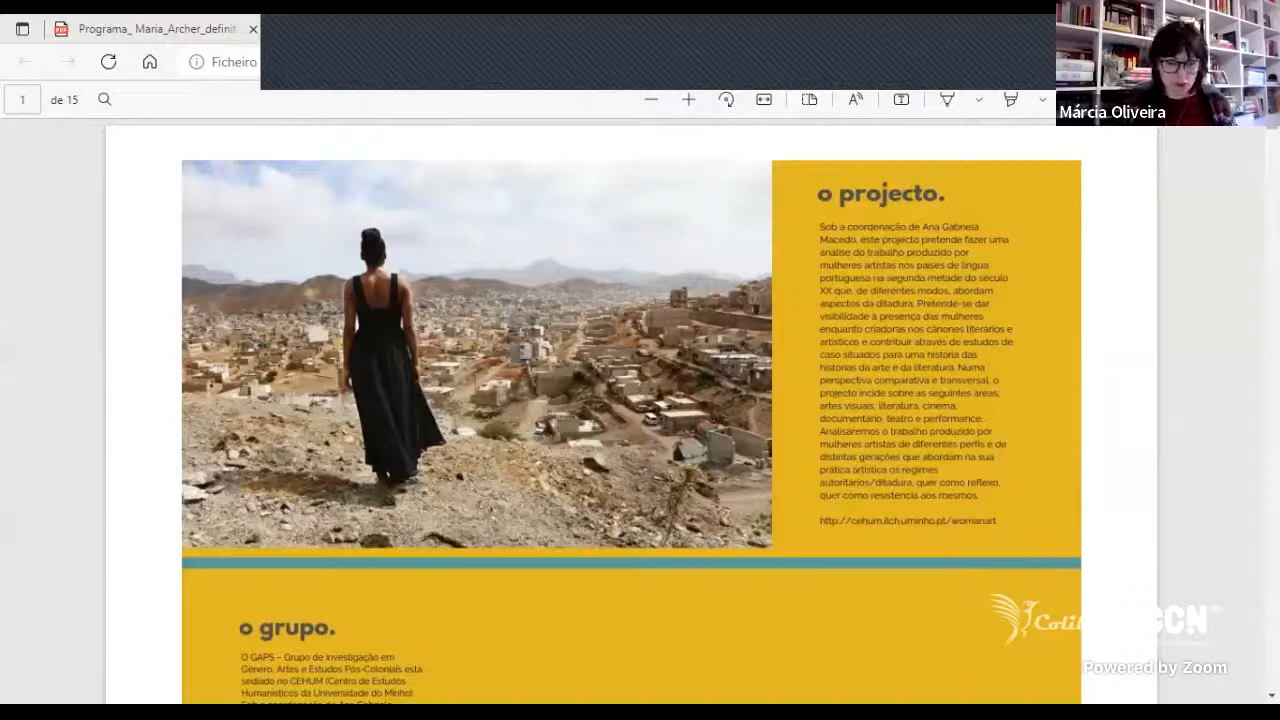 Programa_ Maria_Archer_definit
Ficheiro
1 de 15
Márcia Oliveira
o projecto.
Sob a coordenação de Ana Gabriela
Macedo, este projecto pretende fazer uma
análise do trabalho produzido por
mulheres artistas nos países de língua
portuguesa na segunda metade do século
XX que, de diferentes modos, abordam
aspectos da ditadura. Pretende-se dar
visibilidade à presença das mulheres
enquanto criadoras nos cânones literários e
artísticos e contribuir através de estudos de
caso situados para uma história das
histórias da arte e da literatura. Numa
perspectiva comparativa e transversal, o
projecto incide sobre as seguintes áreas:
artes visuais, literatura, cinema,
documentário, teatro e performance.
Analisaremos o trabalho produzido por
mulheres artistas de diferentes perfis e de
distintas gerações que abordam na sua
prática artística os regimes
autoritários/ditadura, quer como reflexo,
quer como resistência aos mesmos.
http://cehum.ilch.uminho.pt/womanart
o grupo.
O GAPS – Grupo de Investigação em
Género, Artes e Estudos Pós-Coloniais está
sediado no CEHUM (Centro de Estudos
Humanísticos da Universidade do Minho)
Sob a coordenação de Ana Gabriela
Colib
CCN
Powered by Zoom